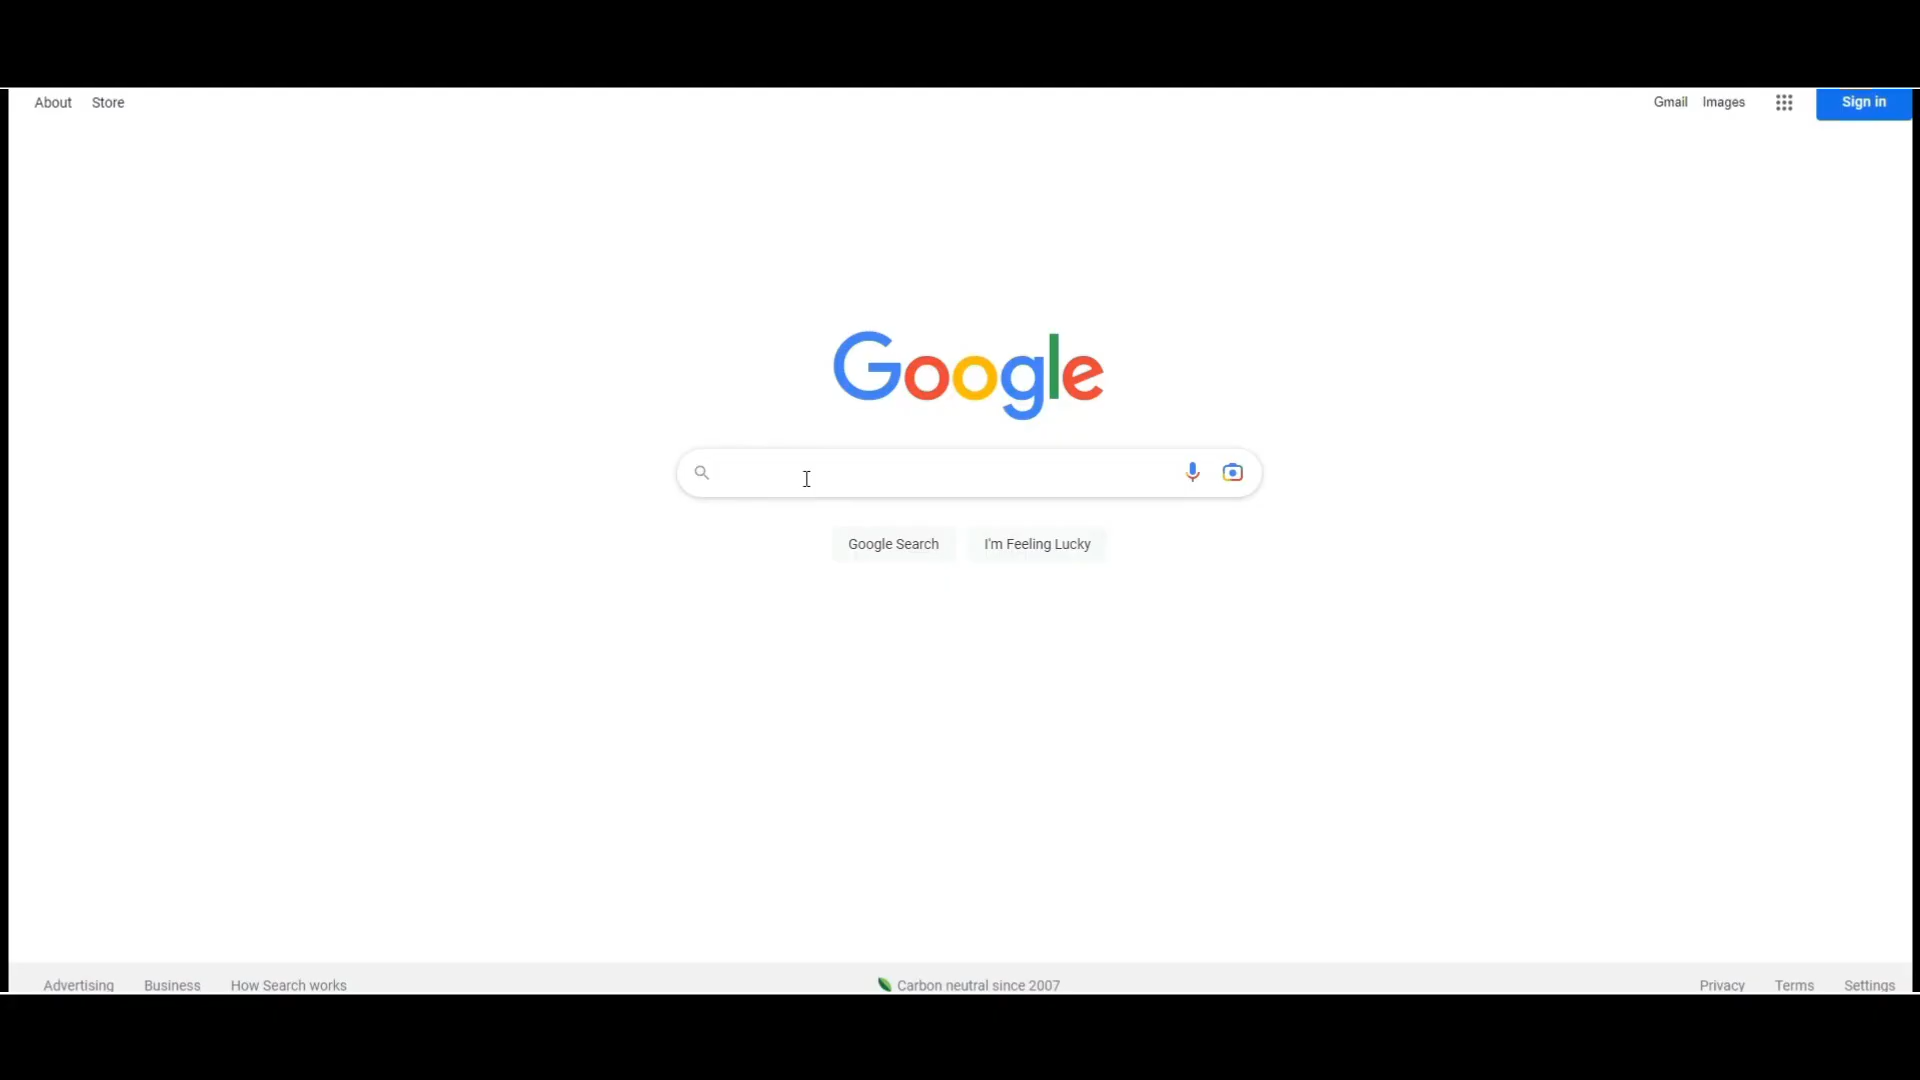 About Store Gmail Images Sign in
Google
Google Search I'm Feeling Lucky
Advertising Business How Search works Carbon neutral since 2007 Privacy Terms Settings